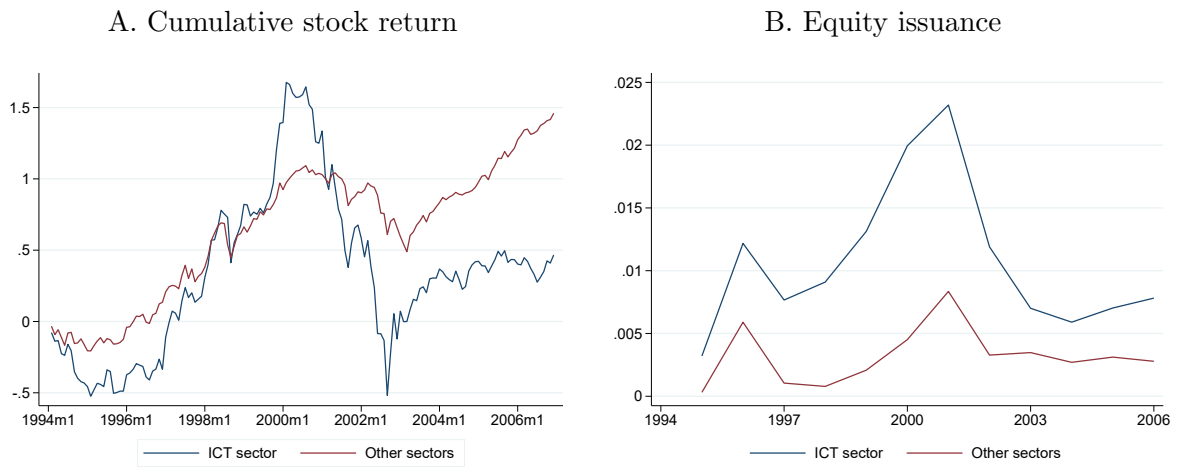 A. Cumulative stock return
1.5
1
.5
0
-.5
1994m1 1996m1 1998m1 2000m1 2002m1 2004m1 2006m1
ICT sector Other sectors
B. Equity issuance
.025
.02
.015
.01
.005
0
1994 1997 2000 2003 2006
ICT sector Other sectors